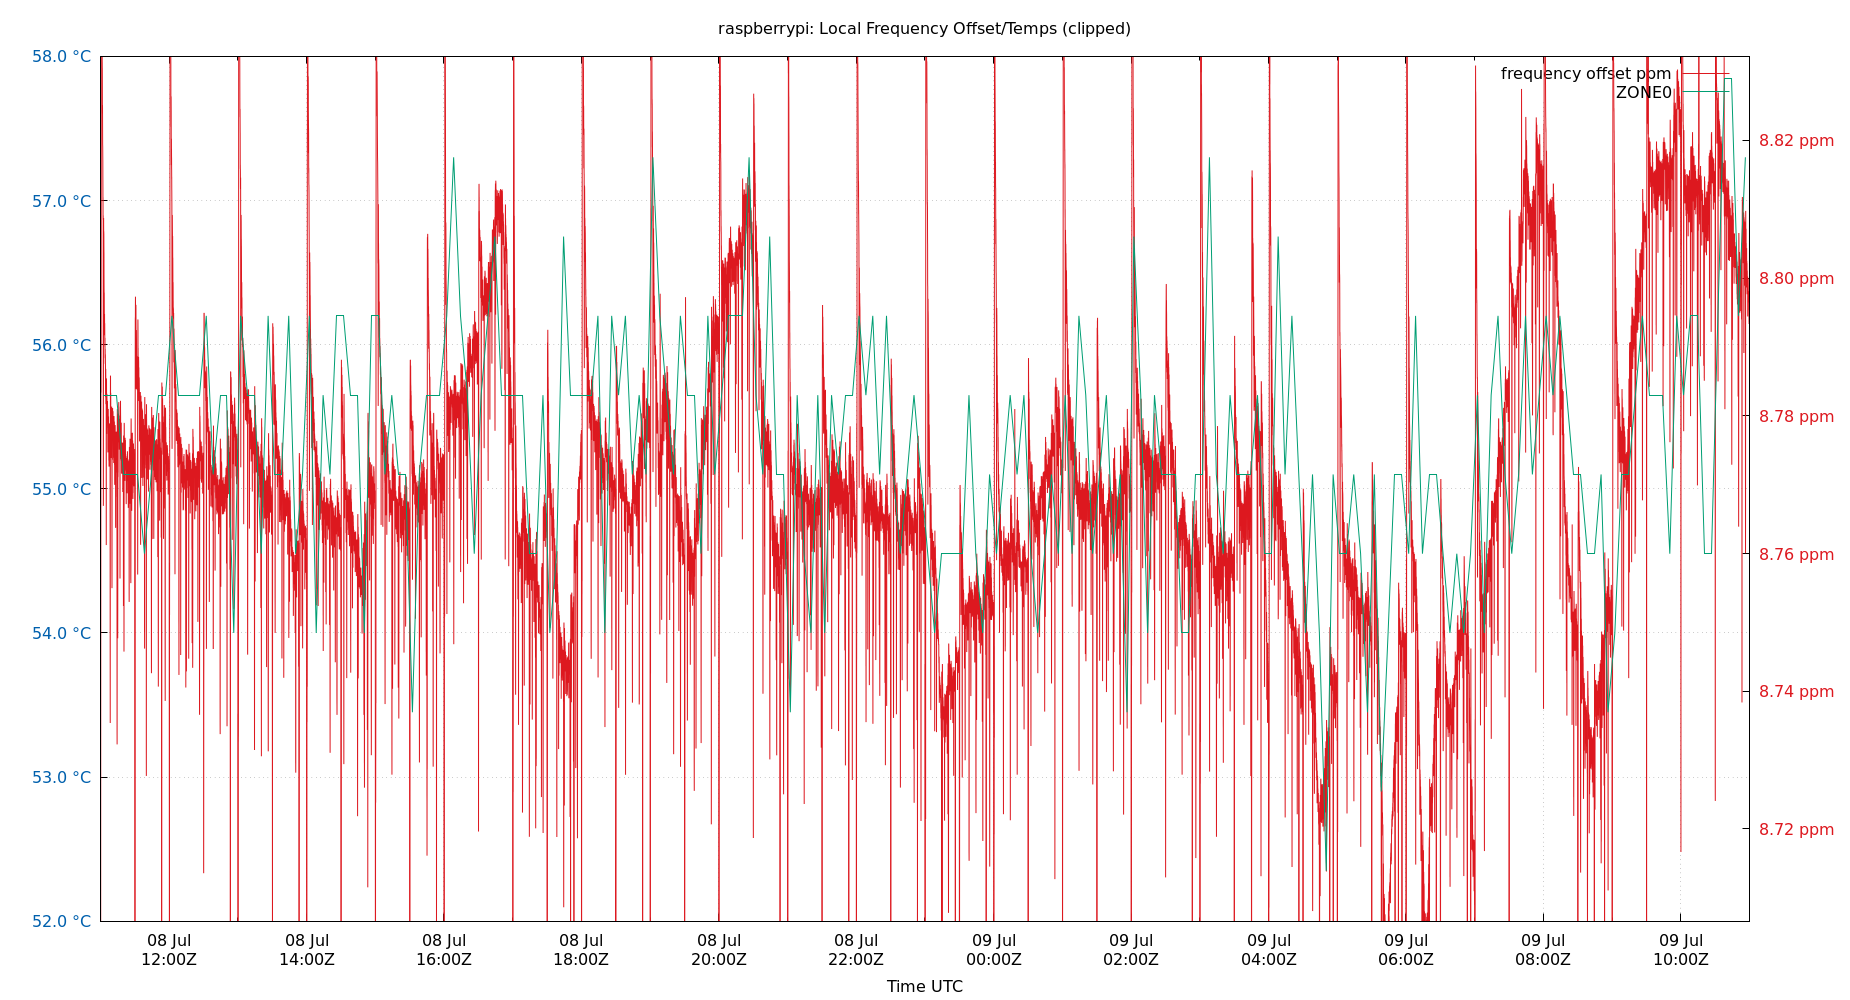 raspberrypi: Local Frequency Offset/Temps (clipped)
58.0 °C
57.0 °C
56.0 °C
55.0 °C
54.0 °C
53.0 °C
52.0 °C
frequency offset ppm
ZONE0
8.82 ppm
8.80 ppm
8.78 ppm
8.76 ppm
8.74 ppm
8.72 ppm
08 Jul
12:00Z
08 Jul
14:00Z
08 Jul
16:00Z
08 Jul
18:00Z
08 Jul
20:00Z
08 Jul
22:00Z
09 Jul
00:00Z
09 Jul
02:00Z
09 Jul
04:00Z
09 Jul
06:00Z
09 Jul
08:00Z
09 Jul
10:00Z
Time UTC